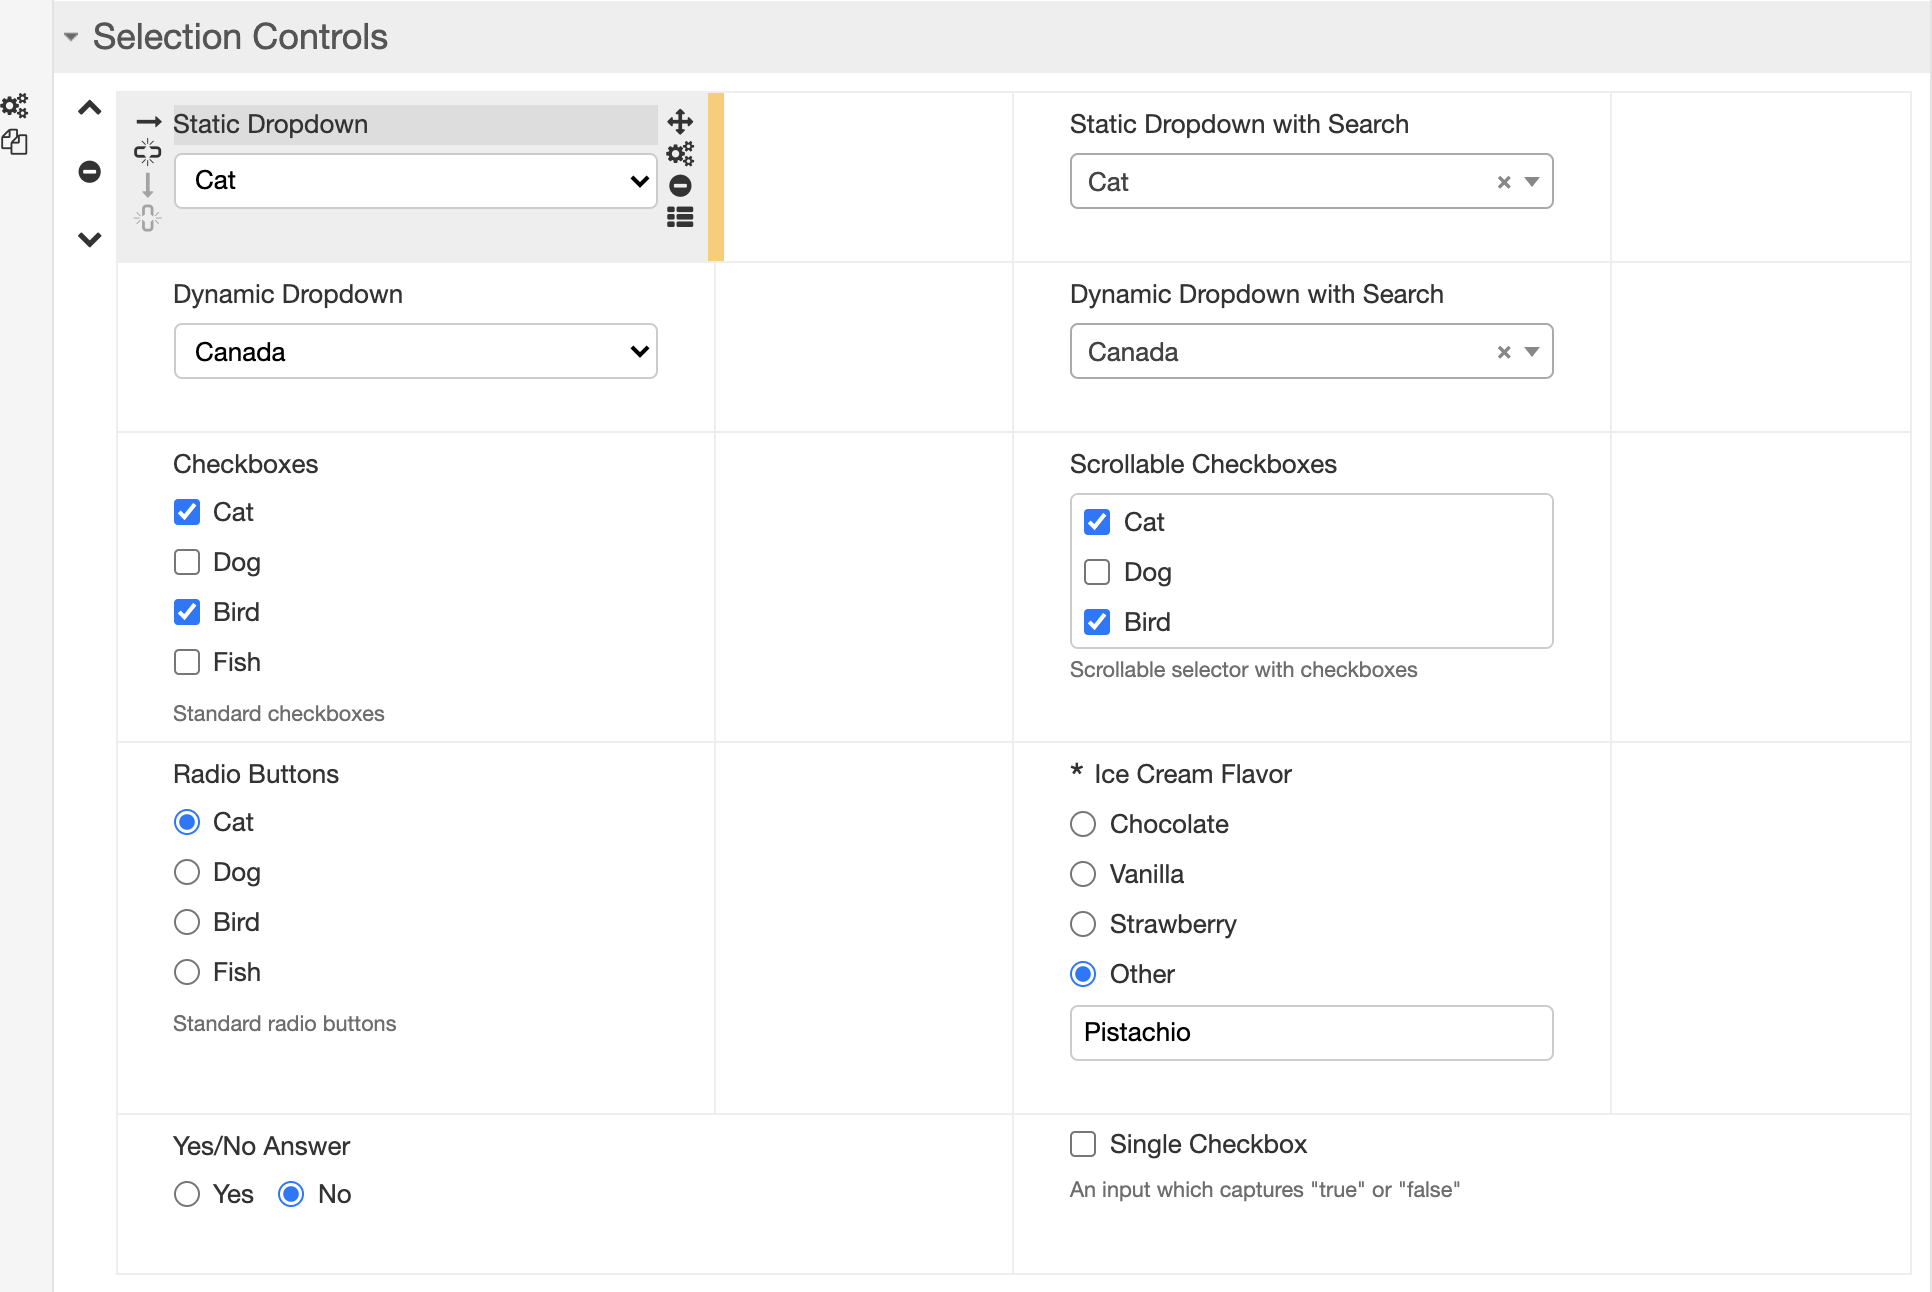 Selection Controls
Static Dropdown
Cat
Static Dropdown with Search
Cat
Dynamic Dropdown
Canada
Dynamic Dropdown with Search
Canada
Checkboxes
Cat
Dog
Bird
Fish
Standard checkboxes
Scrollable Checkboxes
Cat
Dog
Bird
Scrollable selector with checkboxes
Radio Buttons
Cat
Dog
Bird
Fish
Standard radio buttons
* Ice Cream Flavor
Chocolate
Vanilla
Strawberry
Other
Pistachio
Yes/No Answer
Yes No
Single Checkbox
An input which captures "true" or "false"